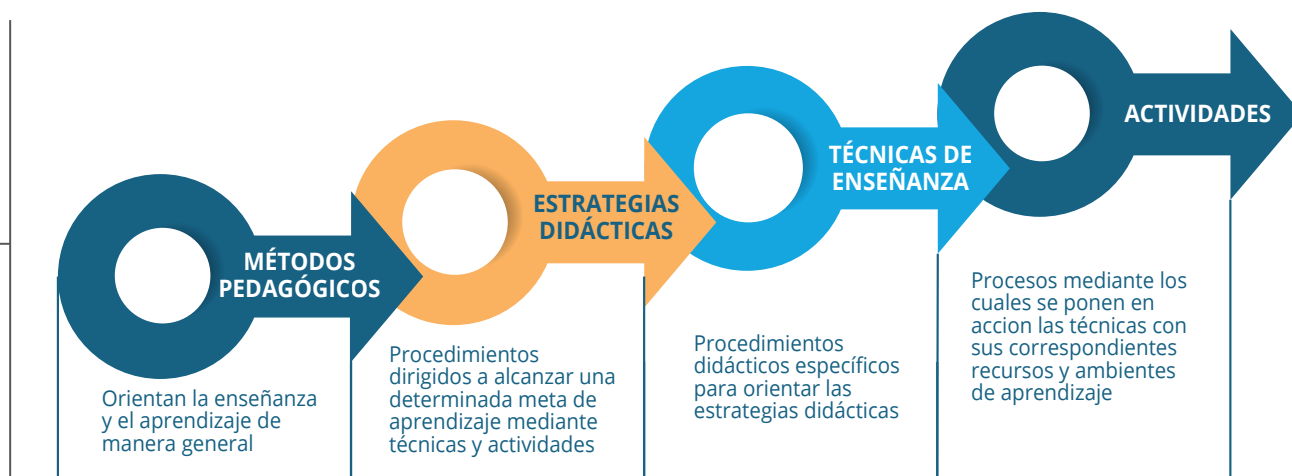 MÉTODOS
PEDAGÓGICOS
Orientan la enseñanza
y el aprendizaje de
manera general
ESTRATEGIAS
DIDÁCTICAS
Procedimientos
dirigidos a alcanzar una
determinada meta de
aprendizaje mediante
técnicas y actividades
TÉCNICAS DE
ENSEÑANZA
Procedimientos
didácticos específicos
para orientar las
estrategias didácticas
ACTIVIDADES
Procesos mediante los
cuales se ponen en
accion las técnicas con
sus correspondientes
recursos y ambientes
de aprendizaje